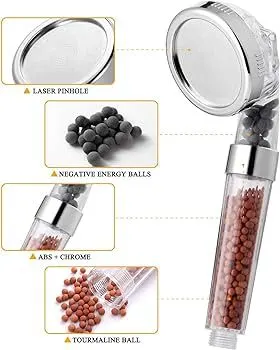 LASER PINHOLE
NEGATIVE ENERGY BALLS
ABS + CHROME
TOURMALINE BALL